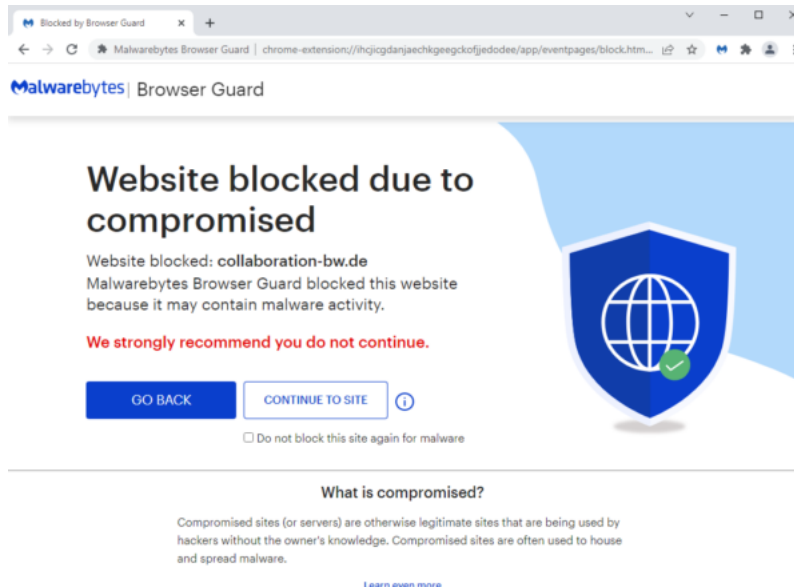 Blocked by Browser Guard
Malwarebytes Browser Guard | chrome-extension://ihcjicgdanjaechkgeegckofjjedodee/app/eventpages/block.htm...
Malwarebytes | Browser Guard
Website blocked due to
compromised
Website blocked: collaboration-bw.de
Malwarebytes Browser Guard blocked this website
because it may contain malware activity.
We strongly recommend you do not continue.
GO BACK
CONTINUE TO SITE
Do not block this site again for malware
What is compromised?
Compromised sites (or servers) are otherwise legitimate sites that are being used by
hackers without the owner's knowledge. Compromised sites are often used to house
and spread malware.
Learn even more